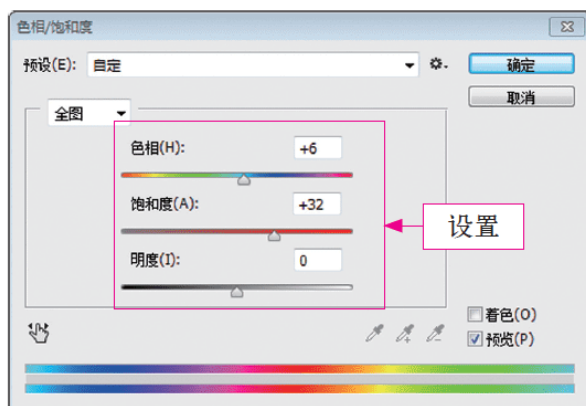 色相/饱和度
预设(E): 自定
确定
取消
全图
色相(H): +6
饱和度(A): +32
设置
明度(I): 0
着色(O)
预览(P)